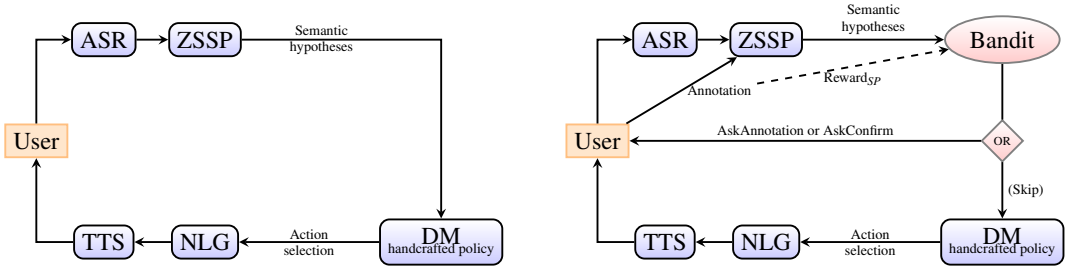 ASR
ZSSP
Semantic
hypotheses
User
TTS
NLG
Action
selection
DM
handcrafted policy
ASR
ZSSP
Semantic
hypotheses
Bandit
Annotation
Reward_SP
User
AskAnnotation or AskConfirm
OR
(Skip)
TTS
NLG
Action
selection
DM
handcrafted policy